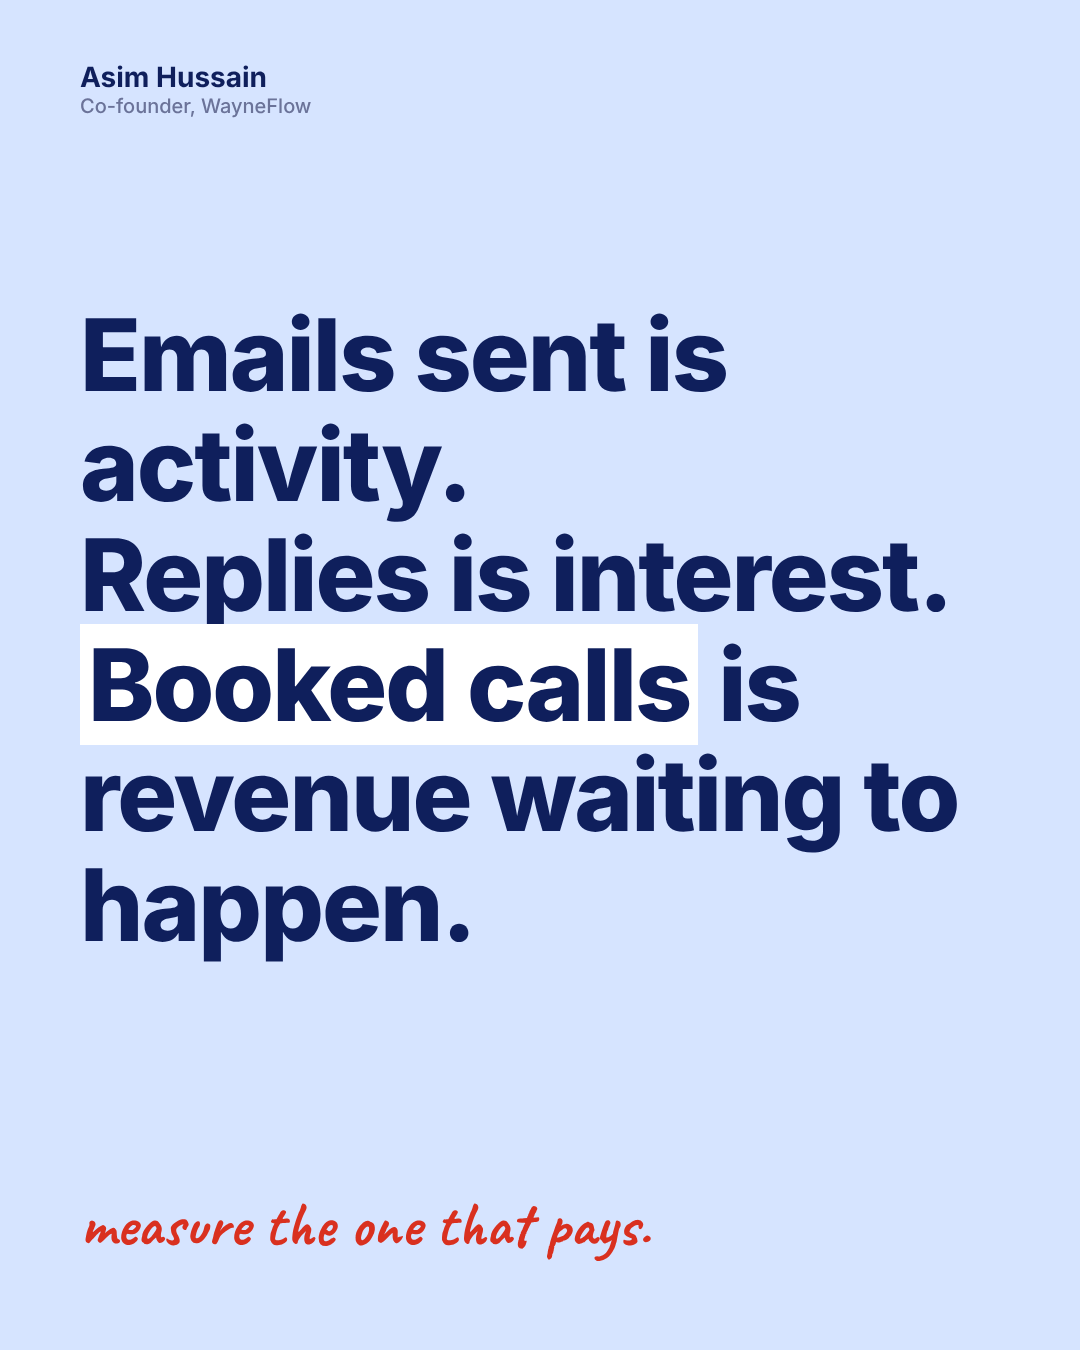 Asim Hussain
Co-founder, WayneFlow
Emails sent is
activity.
Replies is interest.
Booked calls is
revenue waiting to
happen.
measure the one that pays.